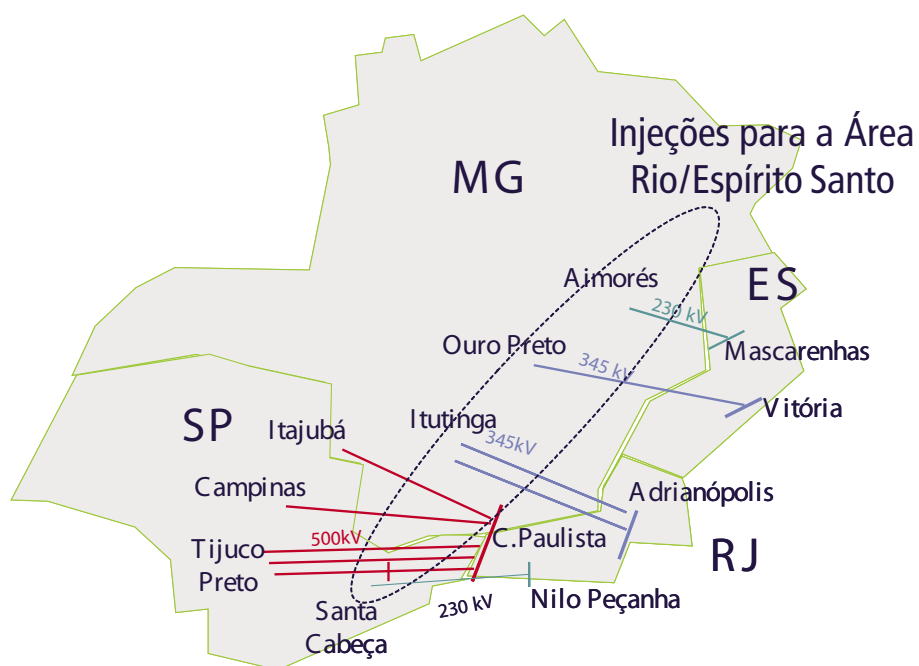 Injeções para a Área
Rio/Espírito Santo
MG
Aimorés
ES
230 kV
Ouro Preto
Mascarenhas
345 kV
Vitória
SP
Itutinga
Itajubá
345kV
Campinas
Adrianópolis
500kV
C.Paulista
Tijuco
Preto
RJ
Nilo Peçanha
230 kV
Santa
Cabeça